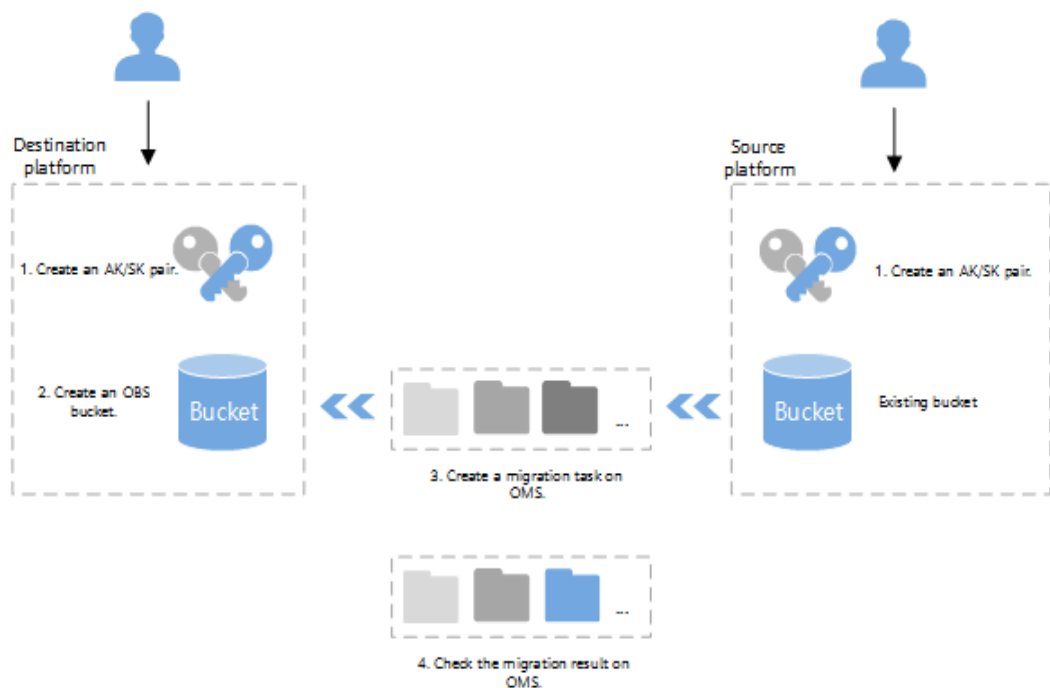 Destination
platform
Source
platform
1. Create an AK/SK pair.
1. Create an AK/SK pair.
2. Create an OBS
bucket.
Bucket
...
Bucket
Existing bucket
3. Create a migration task on
OMS.
...
4. Check the migration result on
OMS.